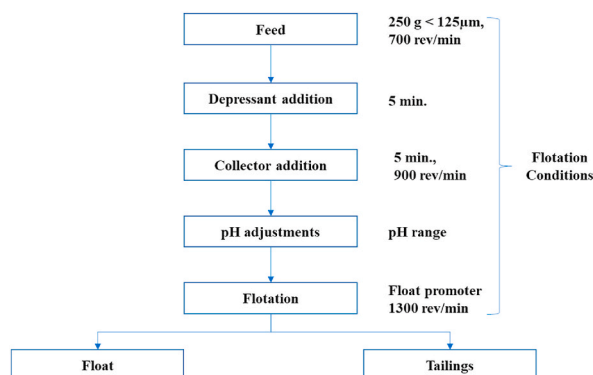 Feed
250 g < 125µm,
700 rev/min
Depressant addition
5 min.
Collector addition
5 min.,
900 rev/min
Flotation
Conditions
pH adjustments
pH range
Flotation
Float promoter
1300 rev/min
Float
Tailings